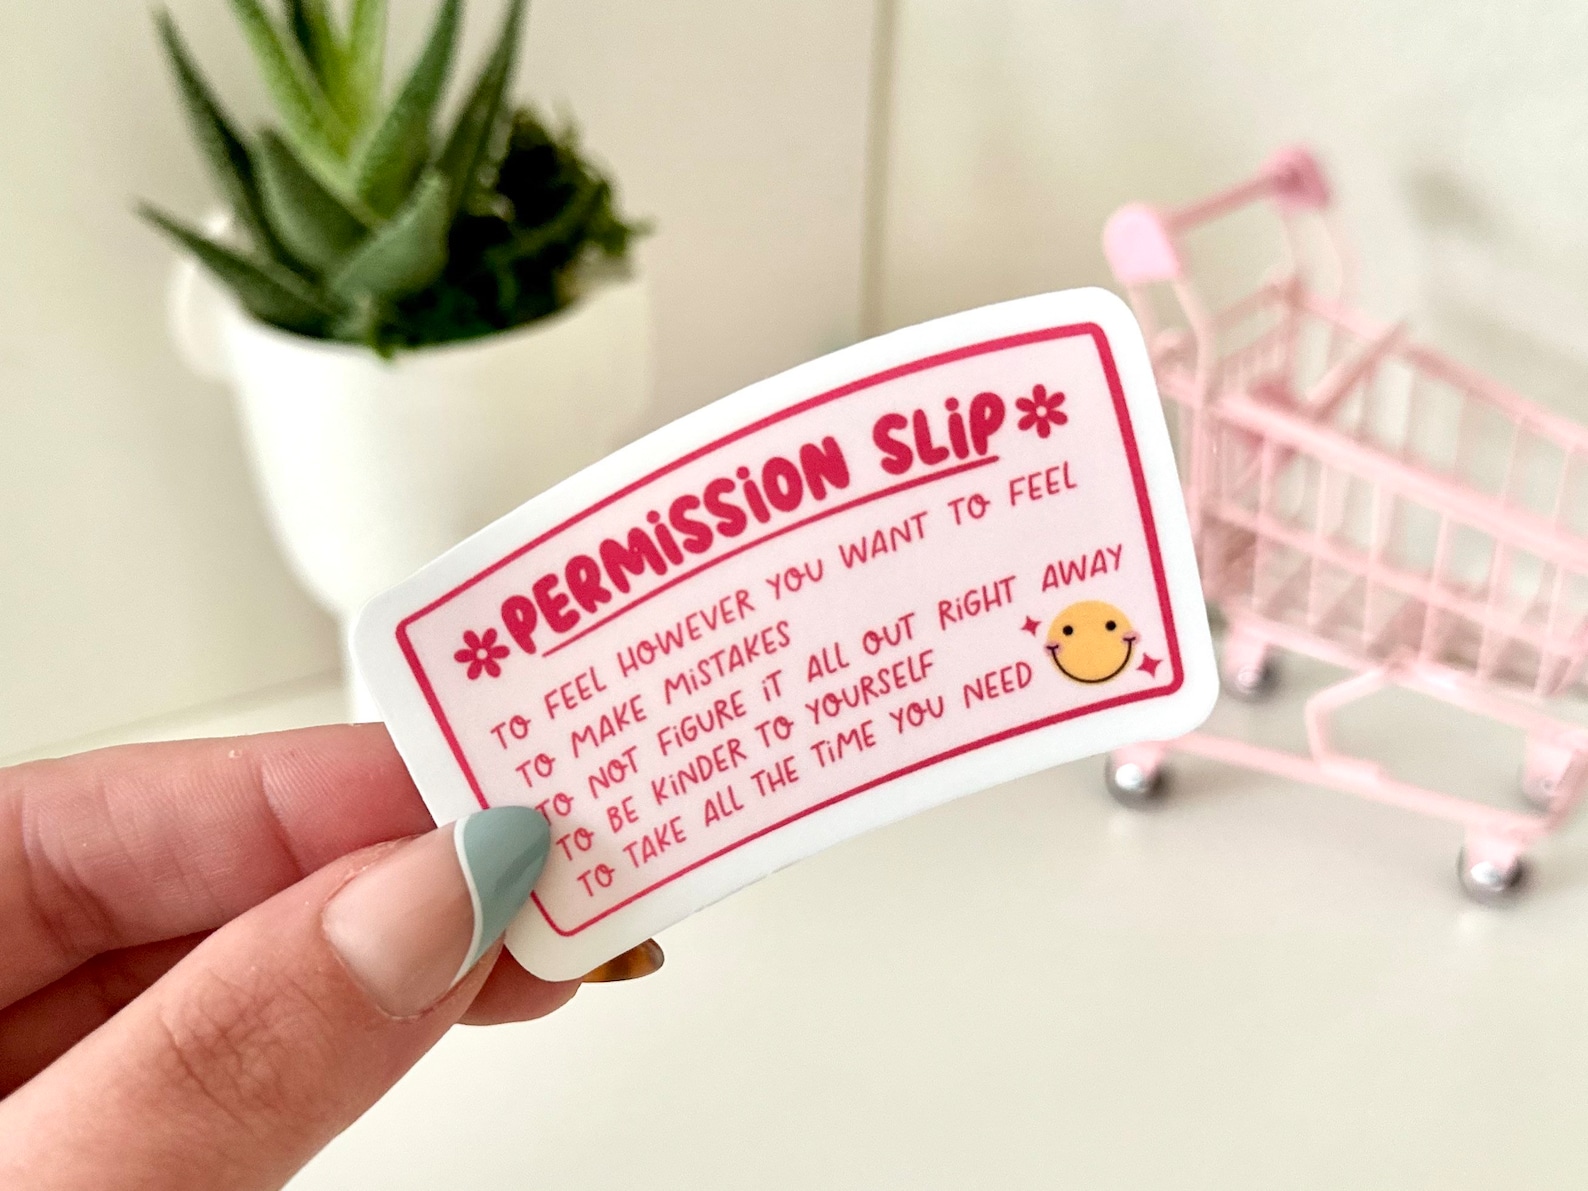 PERMISSION SLIP
TO FEEL HOWEVER YOU WANT TO FEEL
TO MAKE MISTAKES
TO NOT FIGURE IT ALL OUT RIGHT AWAY
TO BE KINDER TO YOURSELF
TO TAKE ALL THE TIME YOU NEED